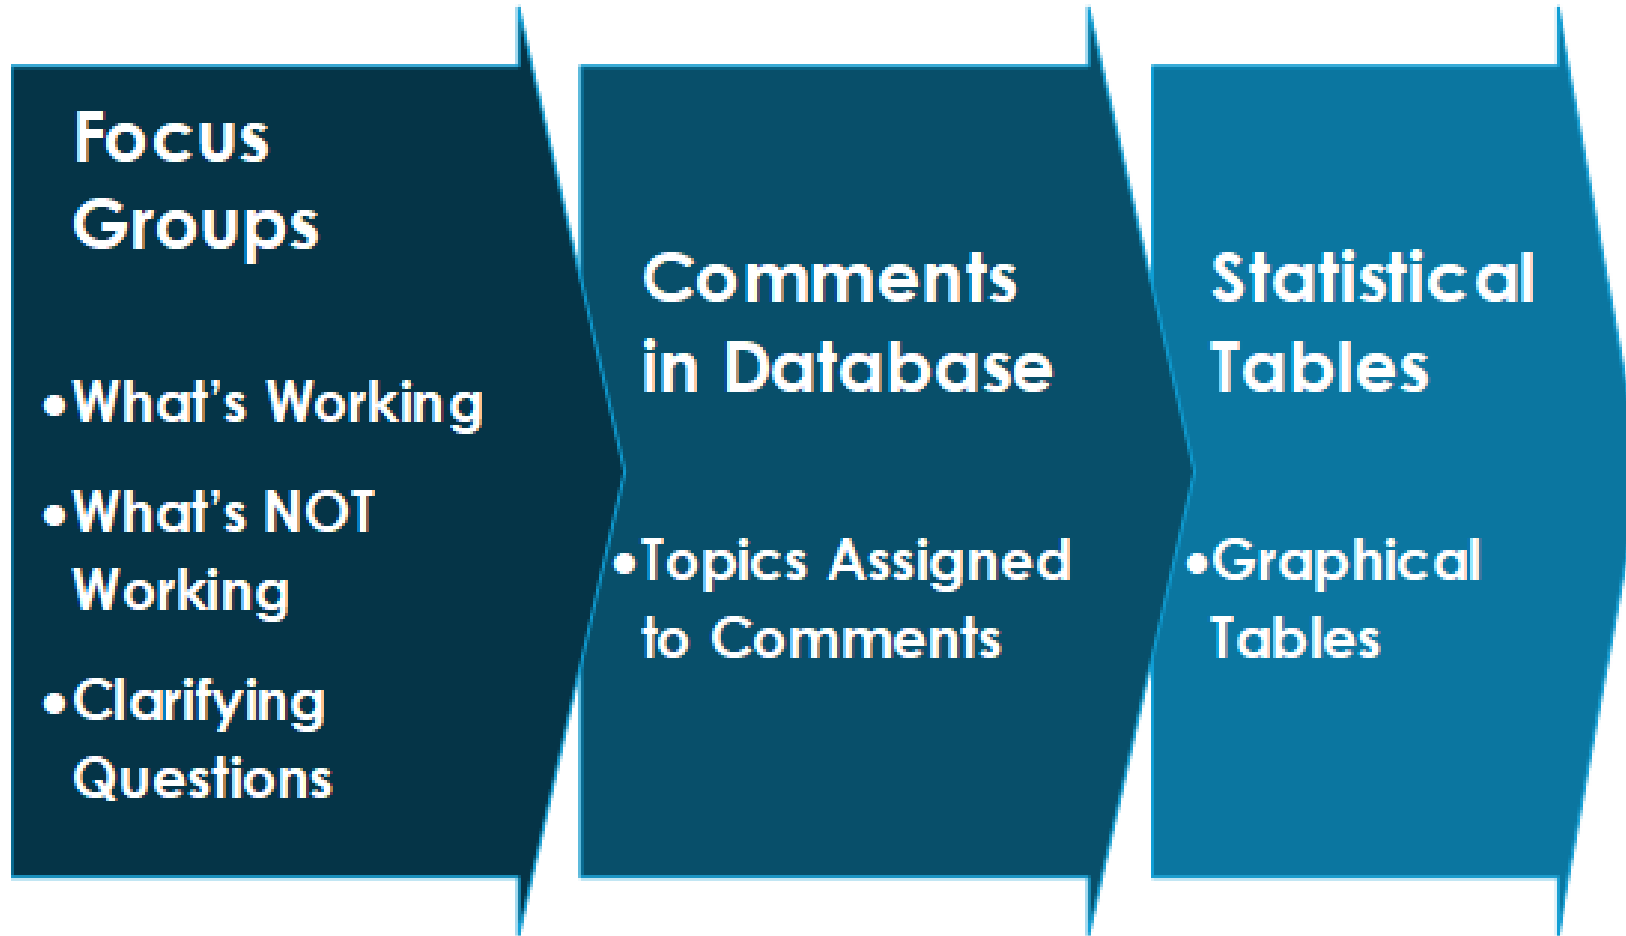 Focus
Groups
•What's Working
•What's NOT
Working
•Clarifying
Questions
Comments
in Database
•Topics Assigned
to Comments
Statistical
Tables
•Graphical
Tables